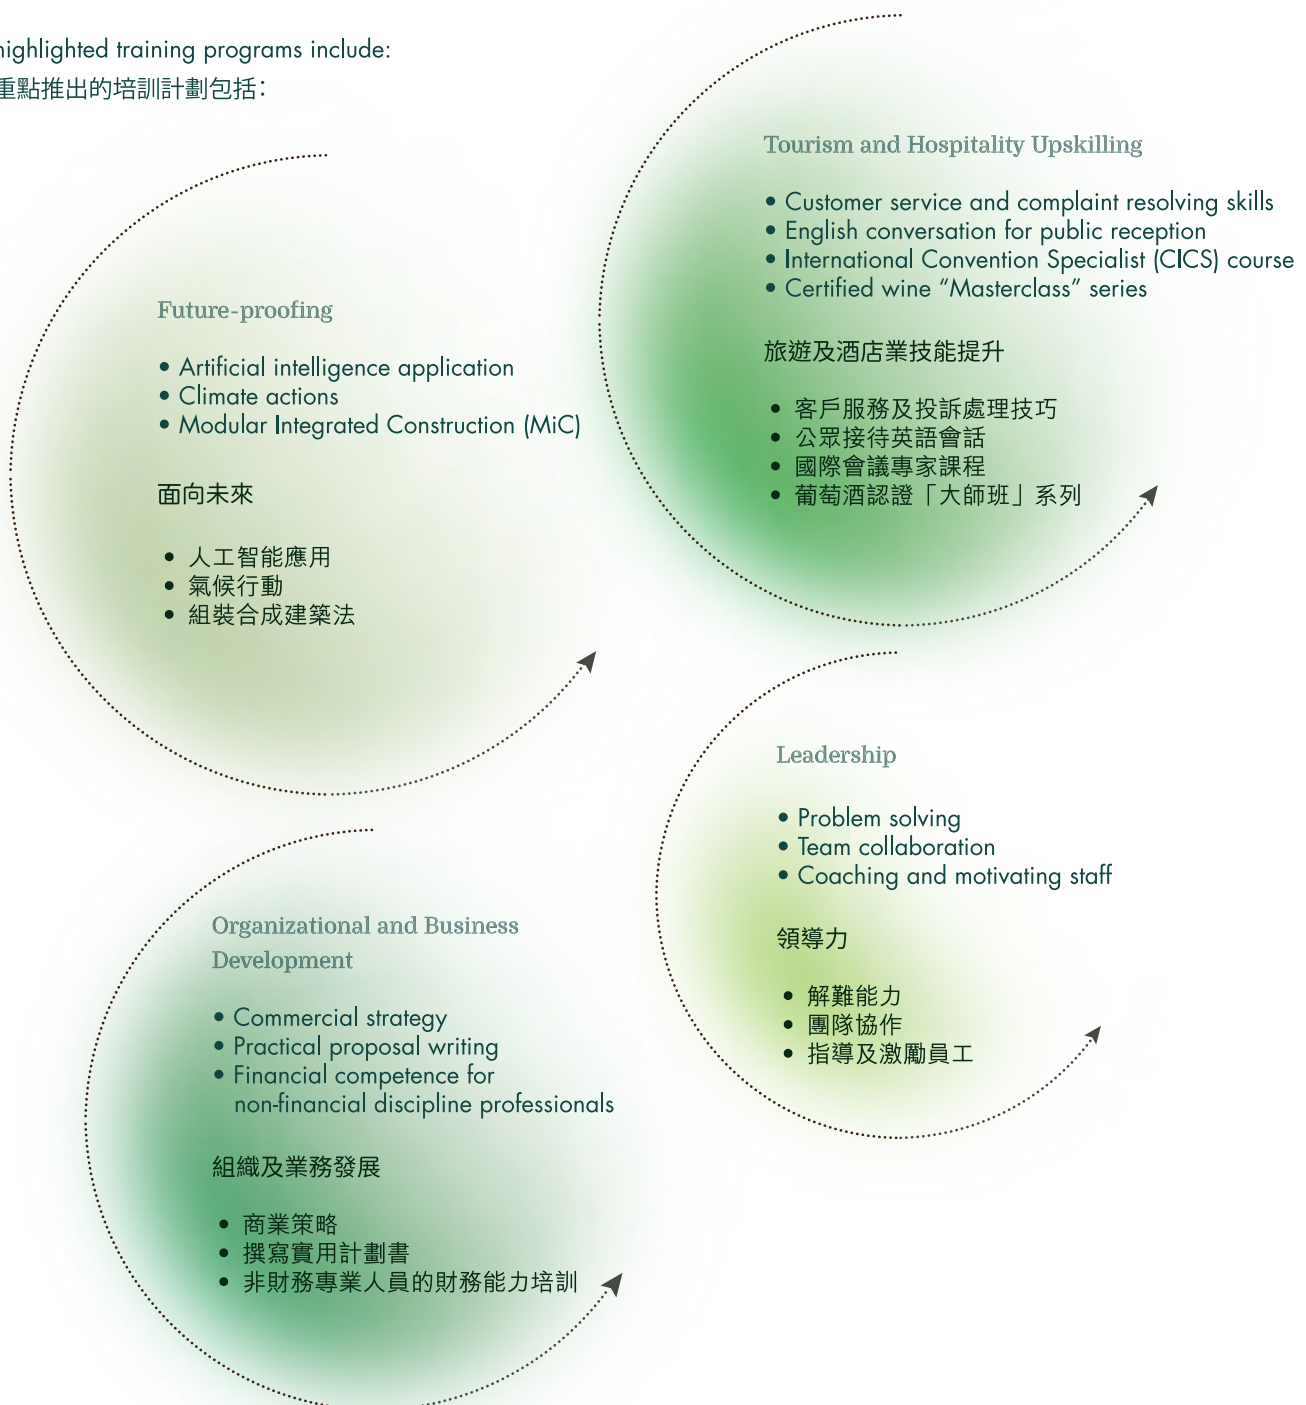 highlighted training programs include:
重點推出的培訓計劃包括：
Future-proofing
• Artificial intelligence application
• Climate actions
• Modular Integrated Construction (MiC)
面向未來
• 人工智能應用
• 氣候行動
• 組裝合成建築法
Tourism and Hospitality Upskilling
• Customer service and complaint resolving skills
• English conversation for public reception
• International Convention Specialist (CICS) course
• Certified wine “Masterclass” series
旅遊及酒店業技能提升
• 客戶服務及投訴處理技巧
• 公眾接待英語會話
• 國際會議專家課程
• 葡萄酒認證「大師班」系列
Organizational and Business
Development
• Commercial strategy
• Practical proposal writing
• Financial competence for
non-financial discipline professionals
組織及業務發展
• 商業策略
• 撰寫實用計劃書
• 非財務專業人員的財務能力培訓
Leadership
• Problem solving
• Team collaboration
• Coaching and motivating staff
領導力
• 解難能力
• 團隊協作
• 指導及激勵員工